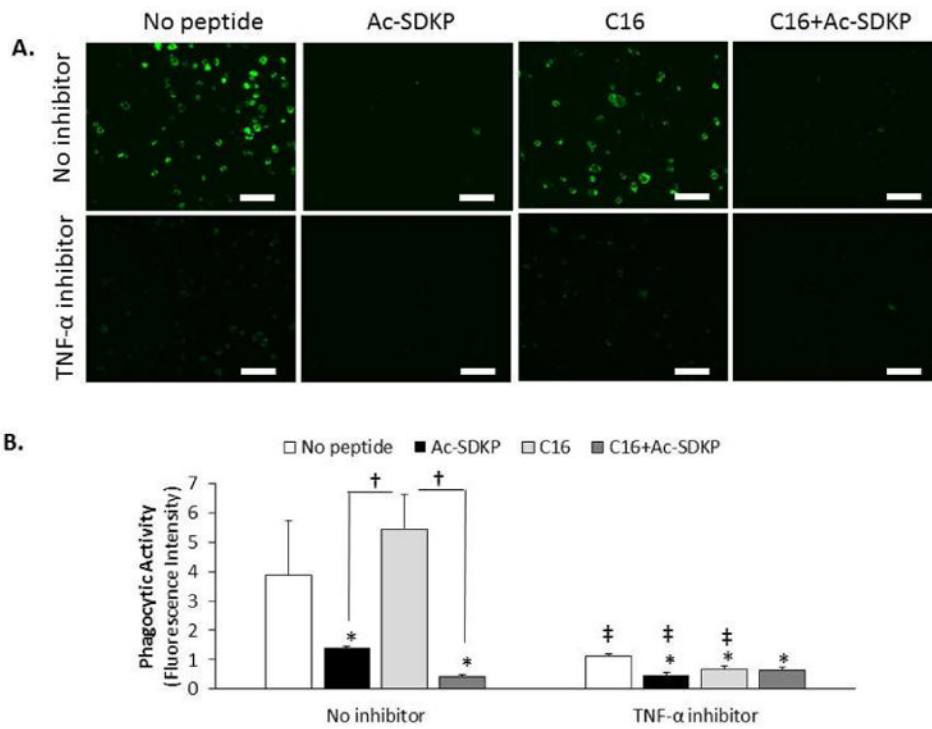 No peptide Ac-SDKP C16 C16+Ac-SDKP
A.
No inhibitor
TNF-α inhibitor
B.
No peptide Ac-SDKP C16 C16+Ac-SDKP
Phagocytic Activity
(Fluorescence Intensity)
7
6
5
4
3
2
1
0
† †
* *
‡ ‡ ‡
* * *
No inhibitor TNF-α inhibitor